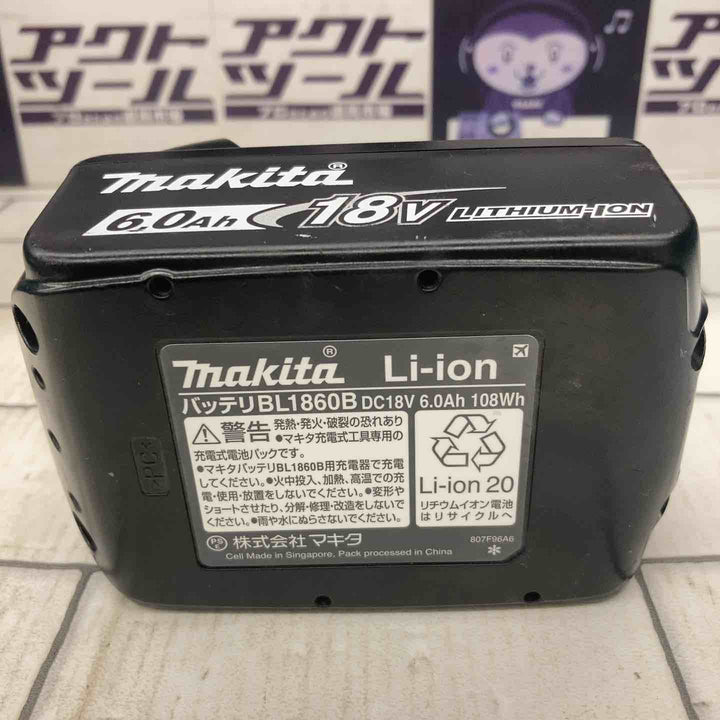 アクト
ツール
アクト
ツール
アクト
ツール
makita®
6.0Ah 18V LITHIUM-ION
makita® Li-ion
バッテリBL1860B DC18V 6.0Ah 108Wh
警告 発熱・発火・破裂の恐れあり
●マキタ充電式工具専用の
充電式電池パックです。
●マキタバッテリBL1860B用充電器で充電
してください。●火中投入、加熱、高温での充
電・使用・放置をしないでください。●変形や
ショートさせたり、分解・修理・改造をしないで
ください。●雨や水にぬらさないでください。
Li-ion 20
リチウムイオン電池
はリサイクルへ
PS E 株式会社マキタ
807F96A6
Cell Made in Singapore. Pack processed in China
*
>PC<